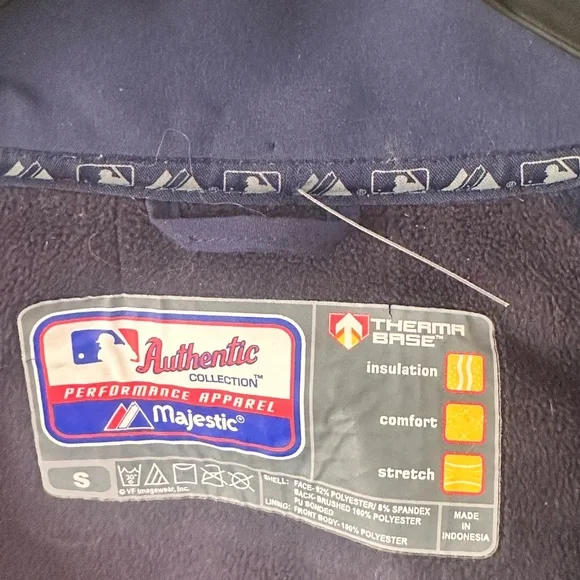 Authentic
COLLECTION™
PERFORMANCE APPAREL
Majestic®
S
30°
© VF Imagewear, Inc.
THERMA
BASE™
insulation
comfort
stretch
SHELL: FACE-92% POLYESTER/ 8% SPANDEX
BACK-BRUSHED 100% POLYESTER
PU BONDED
LINING: FRONT BODY-100% POLYESTER
MADE IN
INDONESIA